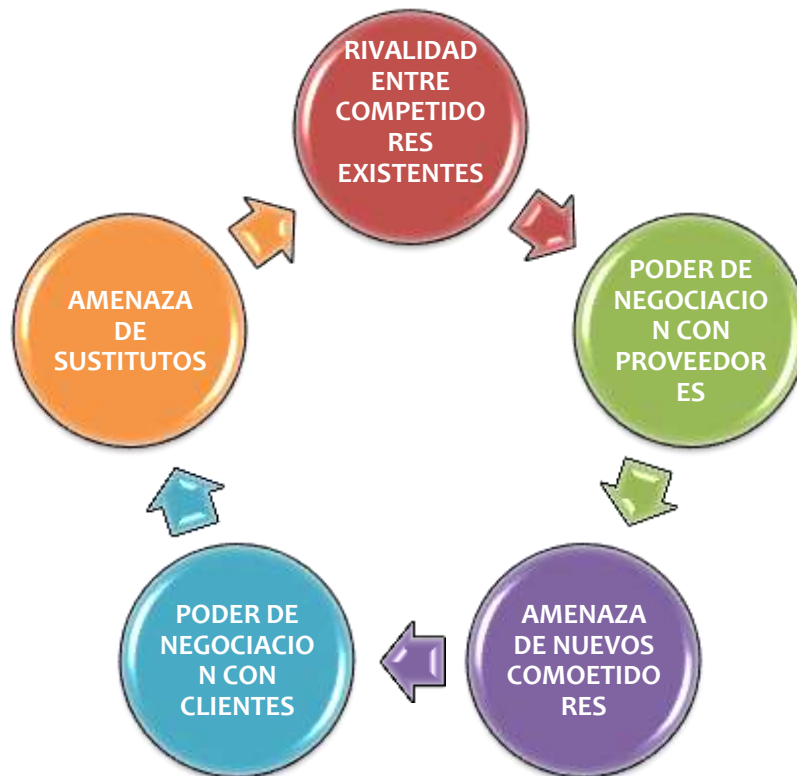 RIVALIDAD
ENTRE
COMPETIDO
RES
EXISTENTES
PODER DE
NEGOCIACIO
N CON
PROVEEDOR
ES
AMENAZA
DE NUEVOS
COMOETIDO
RES
PODER DE
NEGOCIACIO
N CON
CLIENTES
AMENAZA
DE
SUSTITUTOS